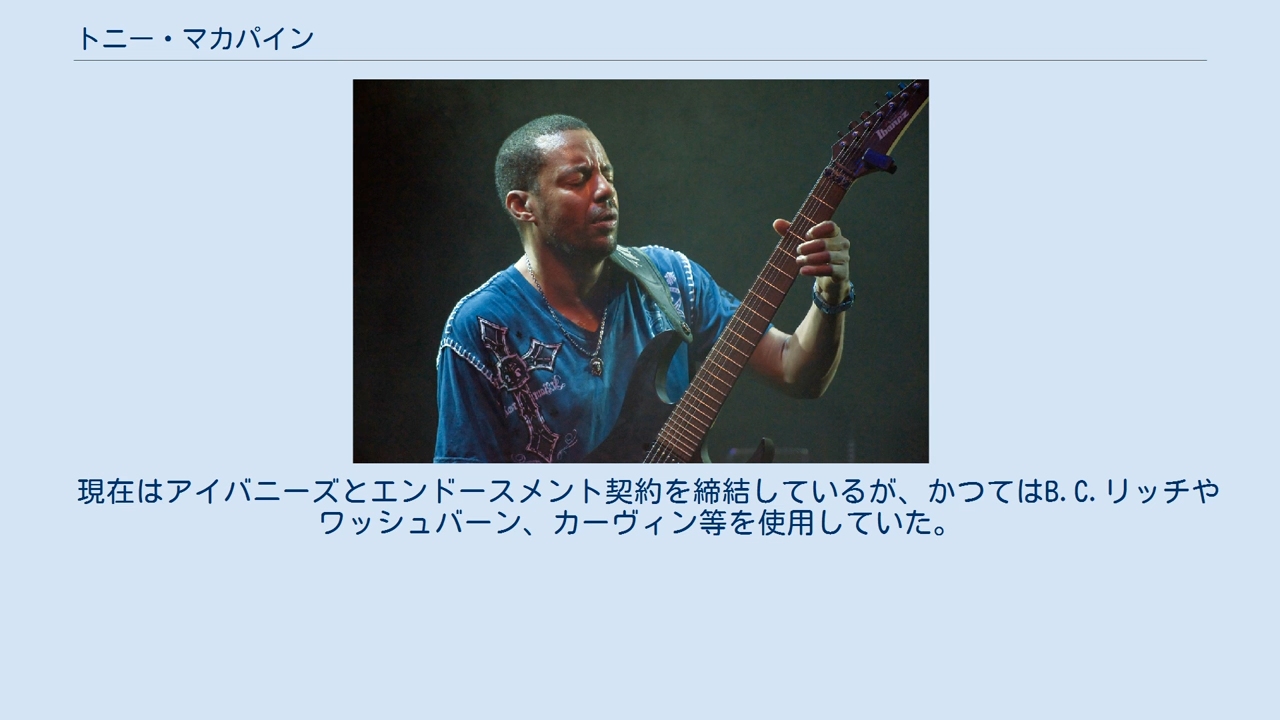 トニー・マカパイン
Ibanez
現在はアイバニーズとエンドースメント契約を締結しているが、かつてはB.C.リッチや
ワッシュバーン、カーヴィン等を使用していた。